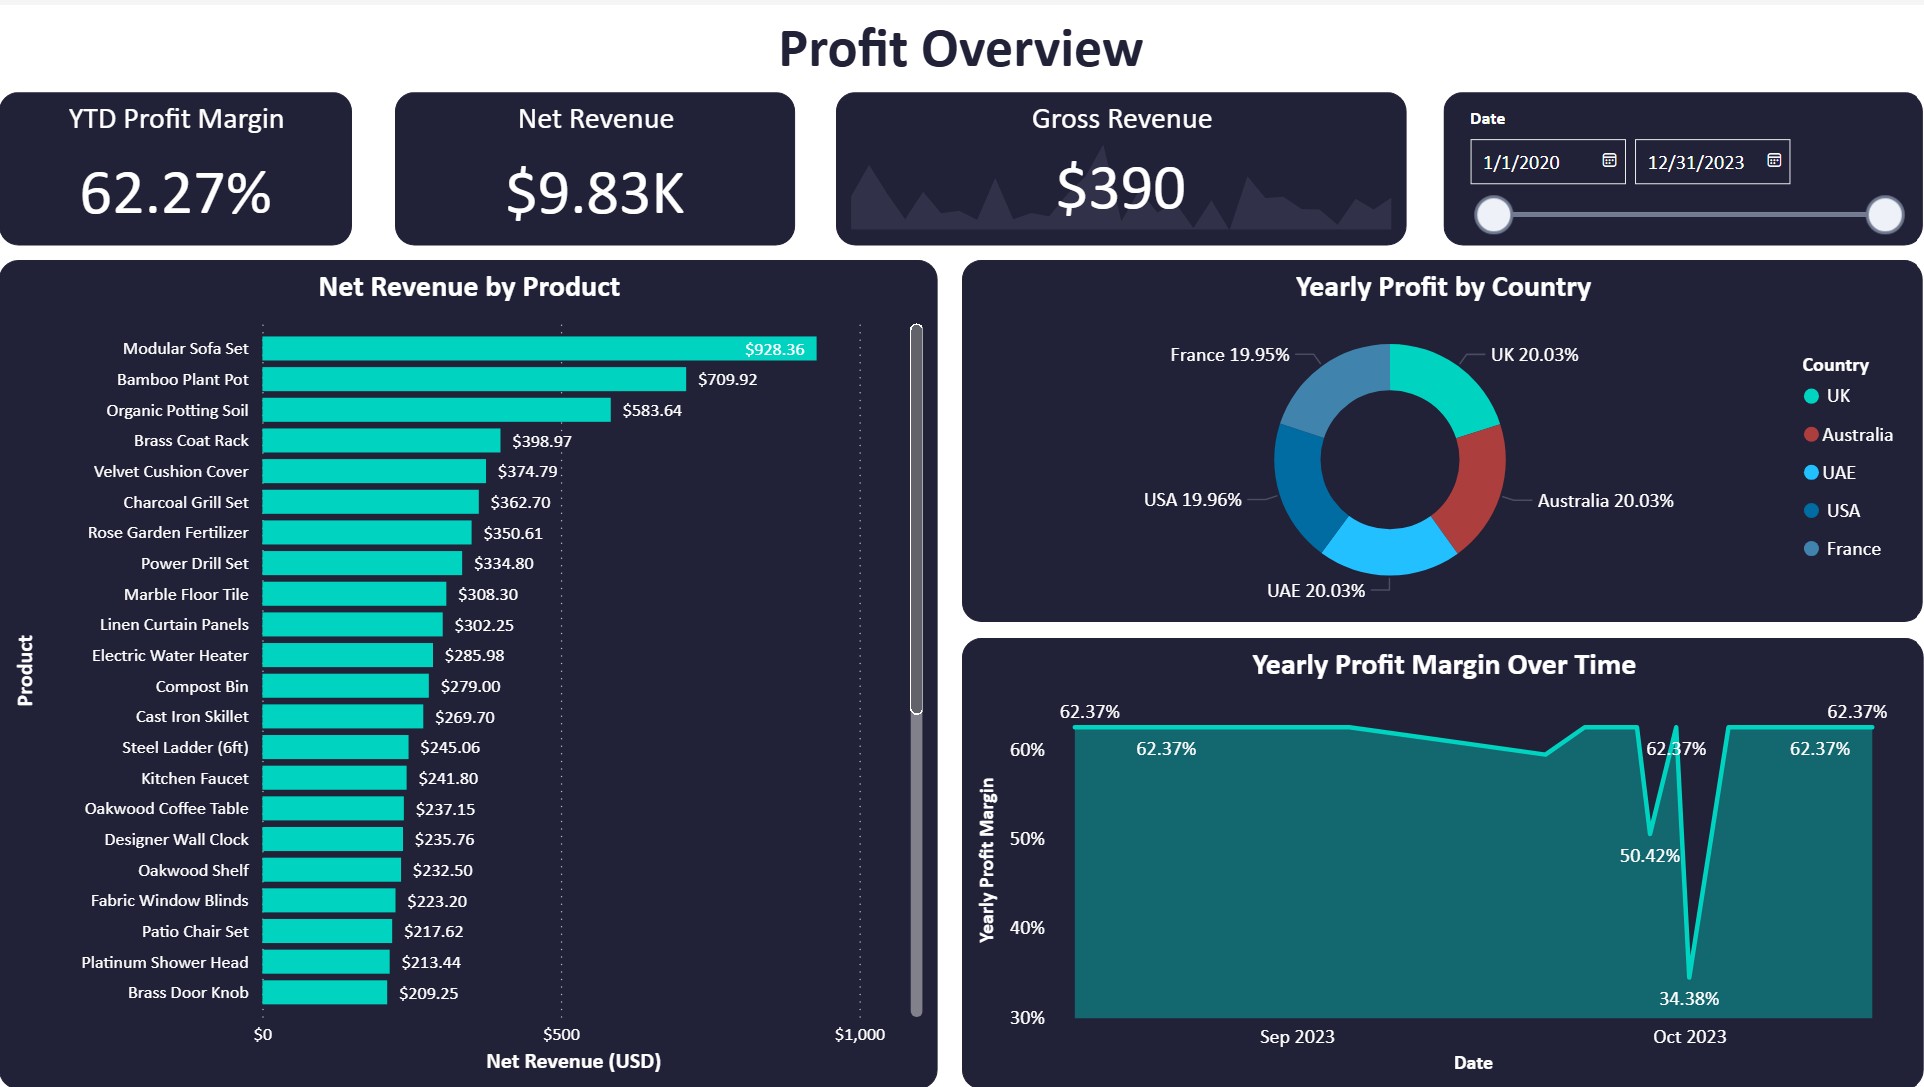 Profit Overview
YTD Profit Margin
62.27%
Net Revenue
$9.83K
Gross Revenue
$390
Date
1/1/2020
12/31/2023
Net Revenue by Product
Product
Modular Sofa Set $928.36
Bamboo Plant Pot $709.92
Organic Potting Soil $583.64
Brass Coat Rack $398.97
Velvet Cushion Cover $374.79
Charcoal Grill Set $362.70
Rose Garden Fertilizer $350.61
Power Drill Set $334.80
Marble Floor Tile $308.30
Linen Curtain Panels $302.25
Electric Water Heater $285.98
Compost Bin $279.00
Cast Iron Skillet $269.70
Steel Ladder (6ft) $245.06
Kitchen Faucet $241.80
Oakwood Coffee Table $237.15
Designer Wall Clock $235.76
Oakwood Shelf $232.50
Fabric Window Blinds $223.20
Patio Chair Set $217.62
Platinum Shower Head $213.44
Brass Door Knob $209.25
$0 $500 $1,000
Net Revenue (USD)
Yearly Profit by Country
France 19.95%
UK 20.03%
USA 19.96%
Australia 20.03%
UAE 20.03%
Country
UK
Australia
UAE
USA
France
Yearly Profit Margin Over Time
Yearly Profit Margin
62.37% 62.37%
60% 62.37% 62.37% 62.37%
50%
50.42%
40%
34.38%
30%
Sep 2023 Oct 2023
Date